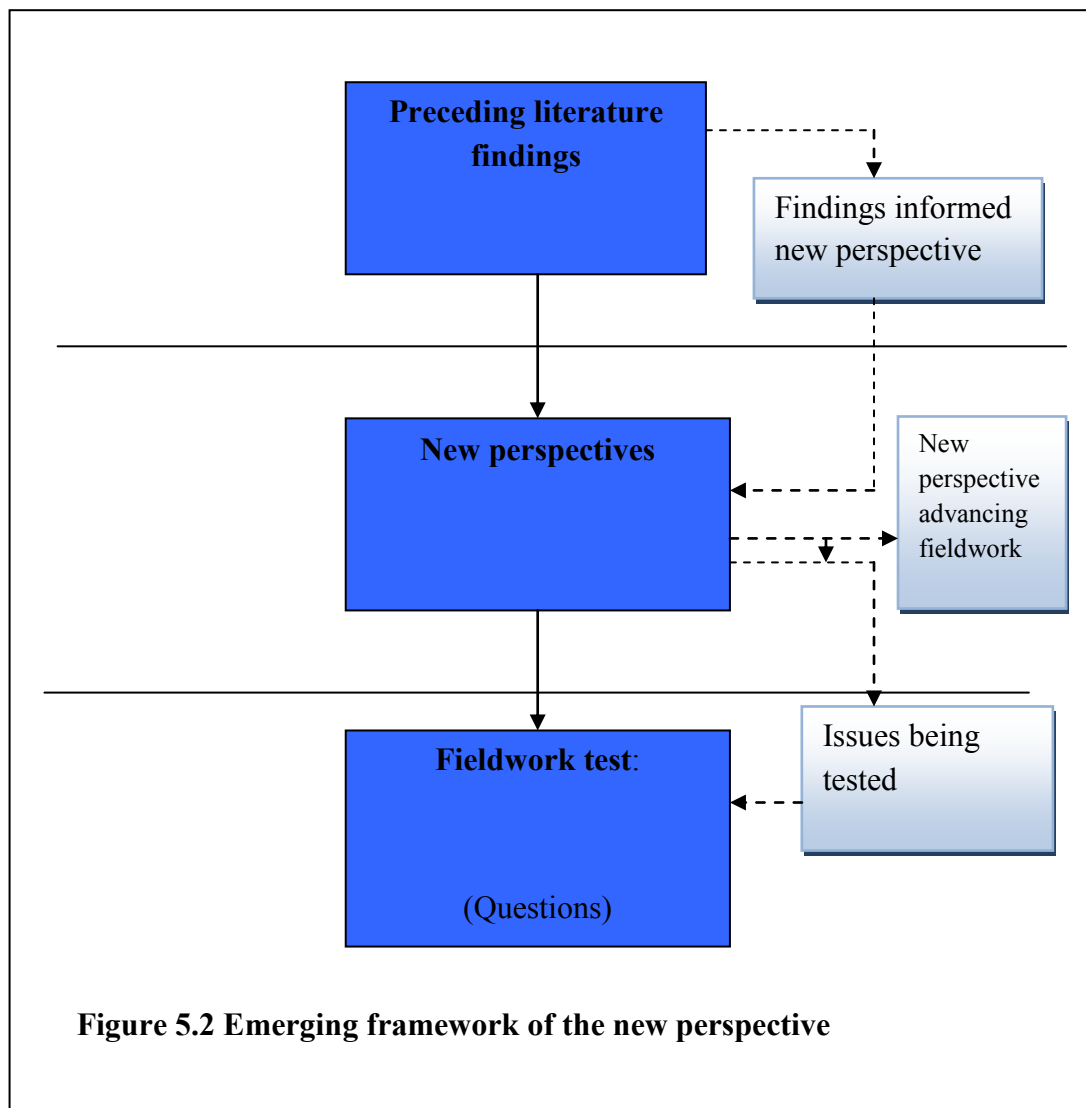 Preceding literature
findings
Findings informed
new perspective
New perspectives
New
perspective
advancing
fieldwork
Fieldwork test:
(Questions)
Issues being
tested
Figure 5.2 Emerging framework of the new perspective